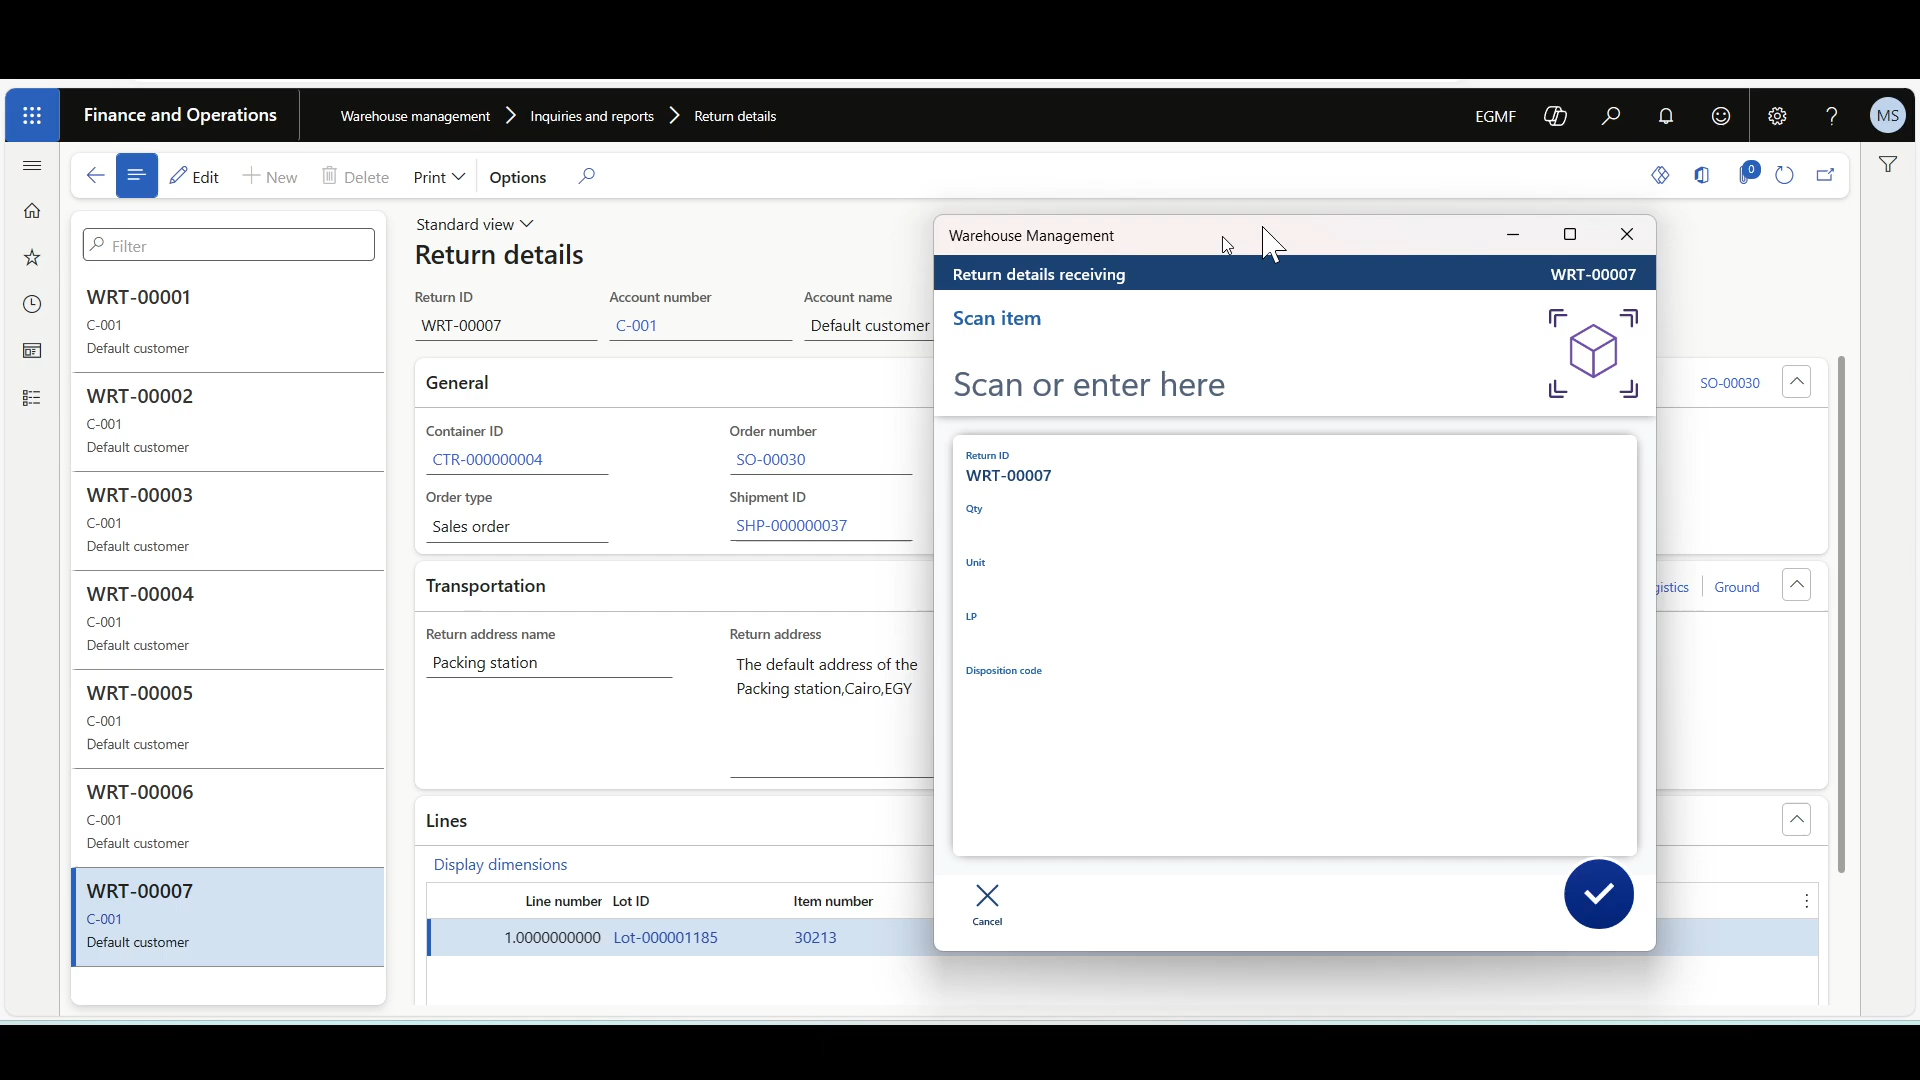 Finance and Operations
Warehouse management
Inquiries and reports
Return details
EGMF
?
MS
Edit
New
Delete
Print
Options
0
Filter
WRT-00001
C-001
Default customer
WRT-00002
C-001
Default customer
WRT-00003
C-001
Default customer
WRT-00004
C-001
Default customer
WRT-00005
C-001
Default customer
WRT-00006
C-001
Default customer
WRT-00007
C-001
Default customer
Standard view
Return details
Return ID
Account number
Account name
WRT-00007
C-001
Default customer
General
SO-00030
Container ID
Order number
CTR-000000004
SO-00030
Order type
Shipment ID
Sales order
SHP-000000037
Transportation
Ground
Return address name
Return address
Packing station
The default address of the
Packing station,Cairo,EGY
Lines
Display dimensions
Line number
Lot ID
Item number
1.0000000000
Lot-000001185
30213
Warehouse Management
Return details receiving
WRT-00007
Scan item
Scan or enter here
Return ID
WRT-00007
Qty
Unit
LP
Disposition code
Cancel